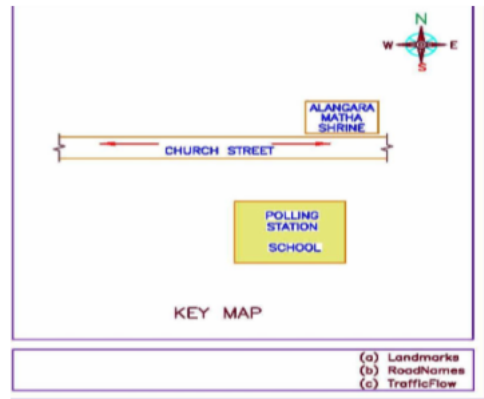 N
W E
S
ALANGARA
MATHA
SHRINE
CHURCH STREET
POLLING
STATION
SCHOOL
KEY MAP
(a) Landmarks
(b) RoadNames
(c) TrafficFlow